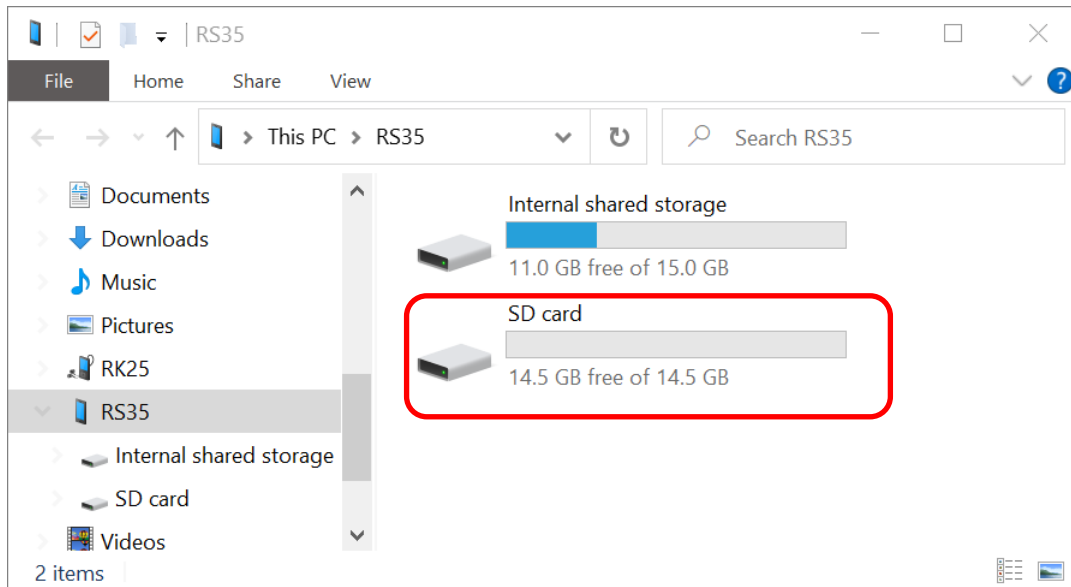 RS35
File Home Share View ?
This PC RS35 Search RS35
Documents
Downloads
Music
Pictures
RK25
RS35
Internal shared storage
SD card
Videos
Internal shared storage
11.0 GB free of 15.0 GB
SD card
14.5 GB free of 14.5 GB
2 items